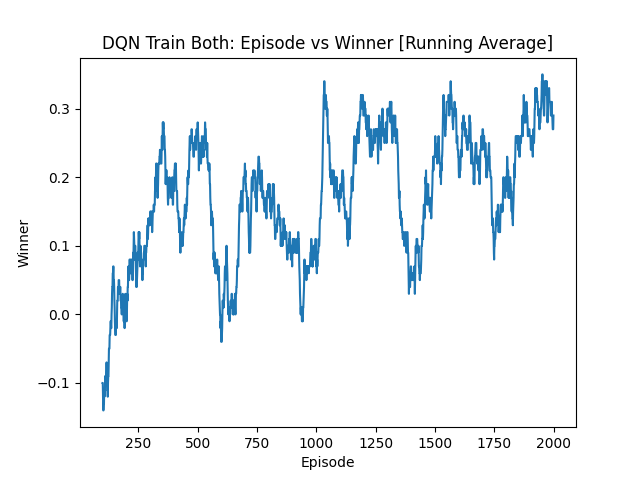 DQN Train Both: Episode vs Winner [Running Average]
0.3
0.2
0.1
0.0
−0.1
Winner
250 500 750 1000 1250 1500 1750 2000
Episode